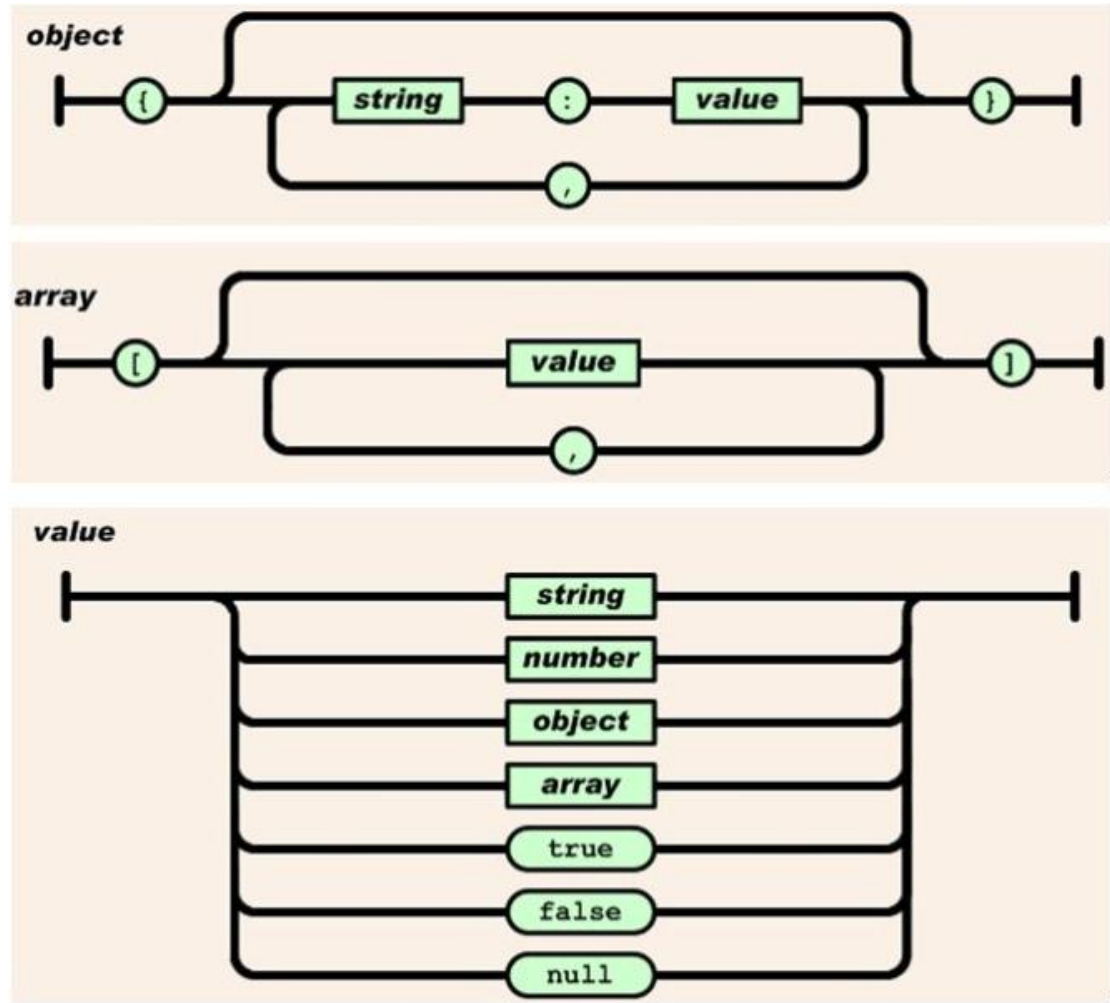 object
{ string : value }
,
array
[ value ]
,
value
string
number
object
array
true
false
null